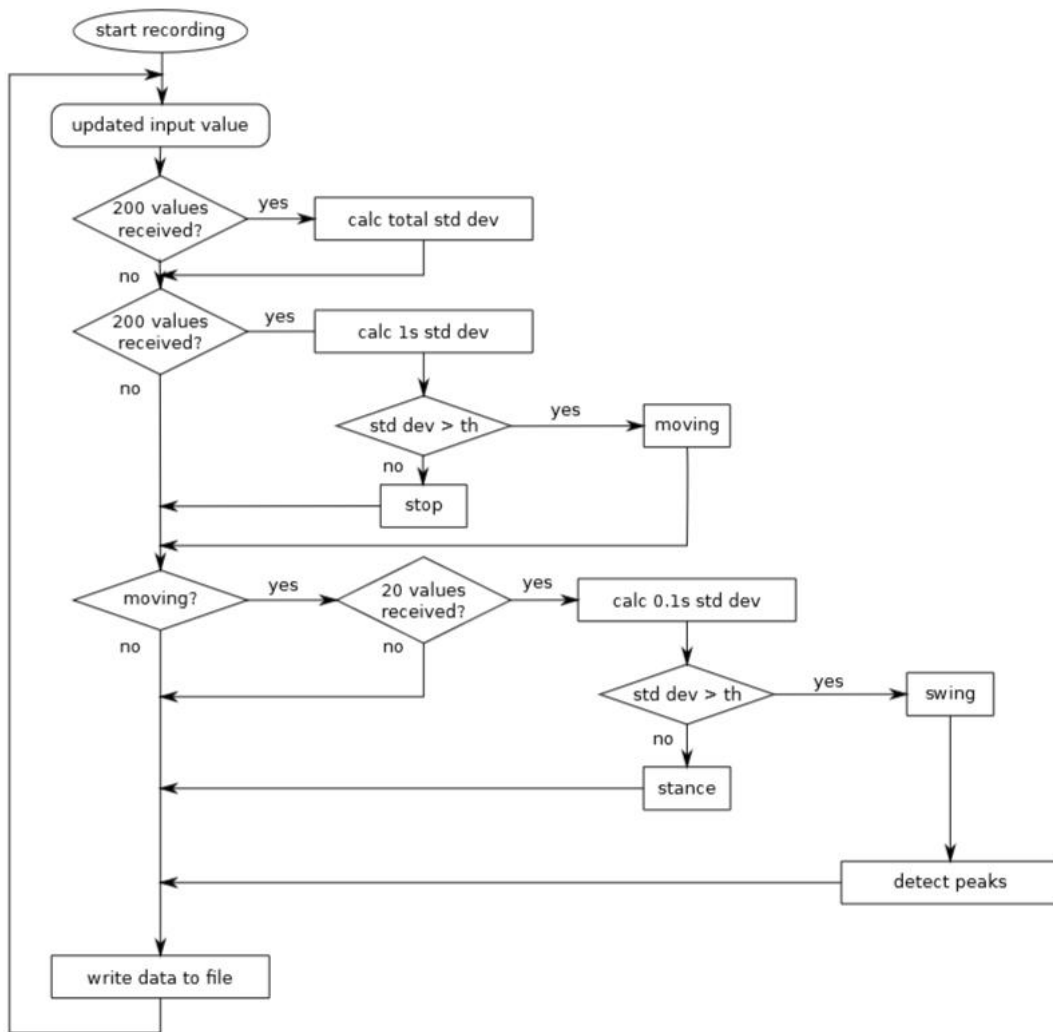 start recording
updated input value
200 values
received?
yes
calc total std dev
no
200 values
received?
yes
calc 1s std dev
no
std dev > th
yes
moving
no
stop
moving?
yes
20 values
received?
yes
calc 0.1s std dev
no
no
std dev > th
yes
swing
no
stance
detect peaks
write data to file